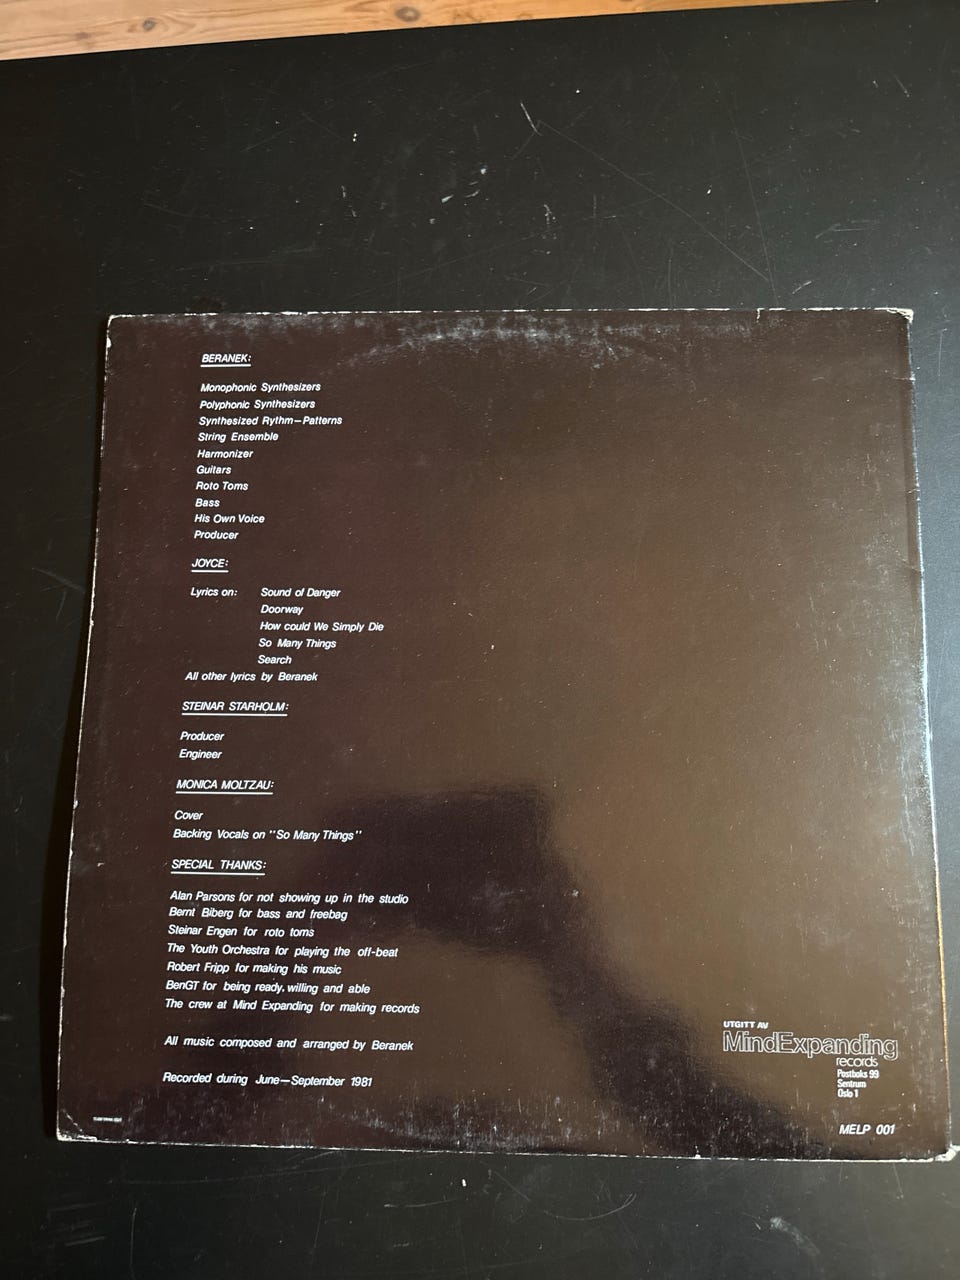 BERANEK:
Monophonic Synthesizers
Polyphonic Synthesizers
Synthesized Rythm—Patterns
String Ensemble
Harmonizer
Guitars
Roto Toms
Bass
His Own Voice
Producer
JOYCE:
Lyrics on: Sound of Danger
Doorway
How could We Simply Die
So Many Things
Search
All other lyrics by Beranek
STEINAR STARHOLM:
Producer
Engineer
MONICA MOLTZAU:
Cover
Backing Vocals on "So Many Things"
SPECIAL THANKS:
Alan Parsons for not showing up in the studio
Bernt Biberg for bass and freebag
Steinar Engen for roto toms
The Youth Orchestra for playing the off-beat
Robert Fripp for making his music
BenGT for being ready, willing and able
The crew at Mind Expanding for making records
All music composed and arranged by Beranek
Recorded during June—September 1981
UTGITT AV
MindExpanding
records
Postboks 99
Sentrum
Oslo 1
MELP 001